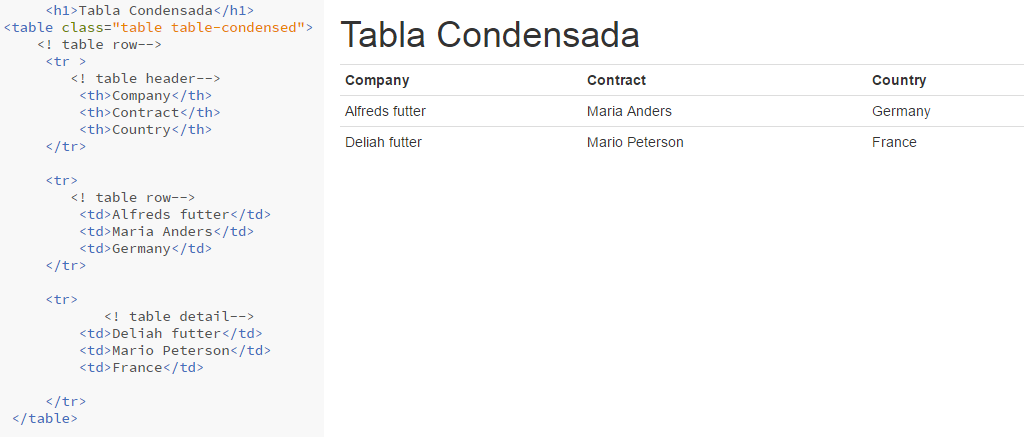 <h1>Tabla Condensada</h1>
<table class="table table-condensed">
<! table row-->
<tr >
<! table header-->
<th>Company</th>
<th>Contract</th>
<th>Country</th>
</tr>
<tr>
<! table row-->
<td>Alfreds futter</td>
<td>Maria Anders</td>
<td>Germany</td>
</tr>
<tr>
<! table detail-->
<td>Deliah futter</td>
<td>Mario Peterson</td>
<td>France</td>
</tr>
</table>
Tabla Condensada
Company Contract Country
Alfreds futter Maria Anders Germany
Deliah futter Mario Peterson France